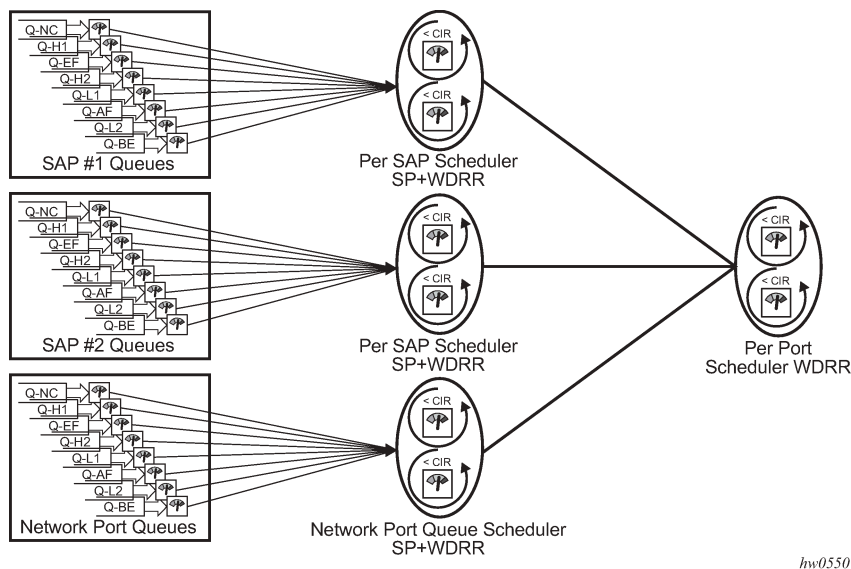 Q-NC
Q-H1
Q-EF
Q-H2
Q-L1
Q-AF
Q-L2
Q-BE
SAP #1 Queues
< CIR
< CIR
Per SAP Scheduler
SP+WDRR
Q-NC
Q-H1
Q-EF
Q-H2
Q-L1
Q-AF
Q-L2
Q-BE
SAP #2 Queues
< CIR
< CIR
Per SAP Scheduler
SP+WDRR
Q-NC
Q-H1
Q-EF
Q-H2
Q-L1
Q-AF
Q-L2
Q-BE
Network Port Queues
< CIR
< CIR
Network Port Queue Scheduler
SP+WDRR
< CIR
< CIR
Per Port
Scheduler WDRR
hw0550